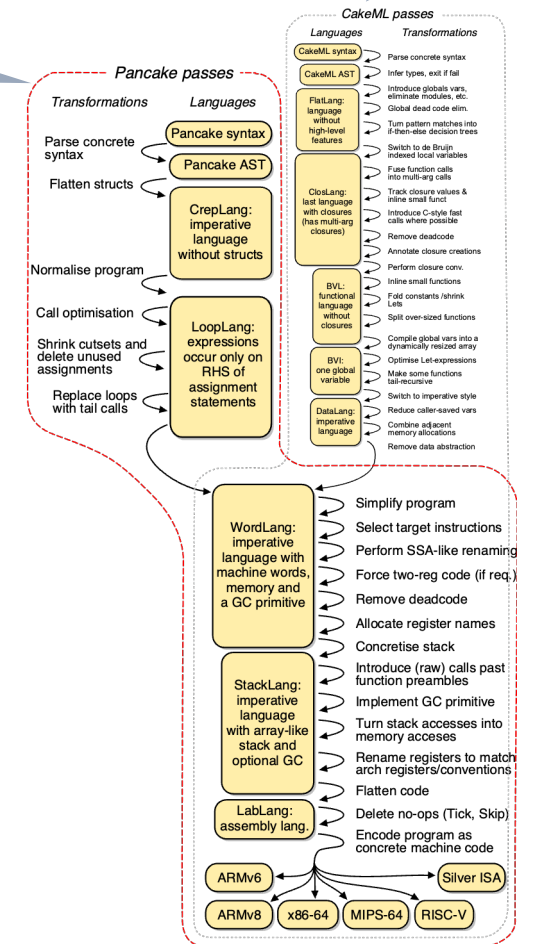 CakeML passes
Languages
Transformations
CakeML syntax
Parse concrete syntax
CakeML AST
Infer types, exit if fail
Introduce globals vars,
eliminate modules, etc.
FlatLang:
language
without
high-level
features
Global dead code elim.
Turn pattern matches into
if-then-else decision trees
Switch to de Bruijn
indexed local variables
ClosLang:
last language
with closures
(has multi-arg
closures)
Fuse function calls
into multi-arg calls
Track closure values &
inline small funct
Introduce C-style fast
calls where possible
Remove deadcode
Annotate closure creations
Perform closure conv.
BVL:
functional
language
without
closures
Inline small functions
Fold constants /shrink
Lets
Split over-sized functions
Compile global vars into a
dynamically resized array
BVI:
one global
variable
Optimise Let-expressions
Make some functions
tail-recursive
Switch to imperative style
DataLang:
imperative
language
Reduce caller-saved vars
Combine adjacent
memory allocations
Remove data abstraction
Pancake passes
Transformations
Languages
Pancake syntax
Parse concrete
syntax
Pancake AST
Flatten structs
CrepLang:
imperative
language
without structs
Normalise program
LoopLang:
expressions
occur only on
RHS of
assignment
statements
Call optimisation
Shrink cutsets and
delete unused
assignments
Replace loops
with tail calls
WordLang:
imperative
language with
machine words,
memory and
a GC primitive
Simplify program
Select target instructions
Perform SSA-like renaming
Force two-reg code (if req.)
Remove deadcode
Allocate register names
Concretise stack
StackLang:
imperative
language
with array-like
stack and
optional GC
Introduce (raw) calls past
function preambles
Implement GC primitive
Turn stack accesses into
memory acceses
Rename registers to match
arch registers/conventions
Flatten code
LabLang:
assembly lang.
Delete no-ops (Tick, Skip)
Encode program as
concrete machine code
ARMv6
Silver ISA
ARMv8
x86-64
MIPS-64
RISC-V